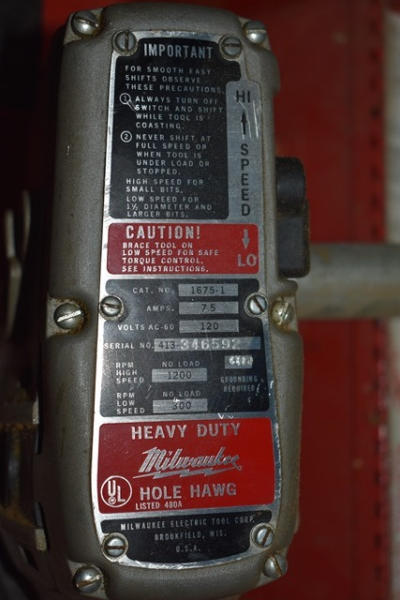 IMPORTANT
FOR SMOOTH EASY
SHIFTS OBSERVE
THESE PRECAUTIONS.
① ALWAYS TURN OFF
SWITCH AND SHIFT
WHILE TOOL IS
COASTING.
② NEVER SHIFT AT
FULL SPEED OR
WHEN TOOL IS
UNDER LOAD OR
STOPPED.
HIGH SPEED FOR
SMALL BITS.
LOW SPEED FOR
1½ DIAMETER AND
LARGER BITS.
HI
SPEED
LO
CAUTION!
BRACE TOOL ON
LOW SPEED FOR SAFE
TORQUE CONTROL.
SEE INSTRUCTIONS.
CAT. NO. 1675-1
AMPS. 7.5
VOLTS AC-60 120
SERIAL NO. 413 346592
RPM HIGH SPEED NO LOAD 1200
GROUNDING REQUIRED
RPM LOW SPEED NO LOAD 300
HEAVY DUTY
Milwaukee
HOLE HAWG
UL
LISTED 480A
MILWAUKEE ELECTRIC TOOL CORP.
BROOKFIELD, WIS.
U.S.A.